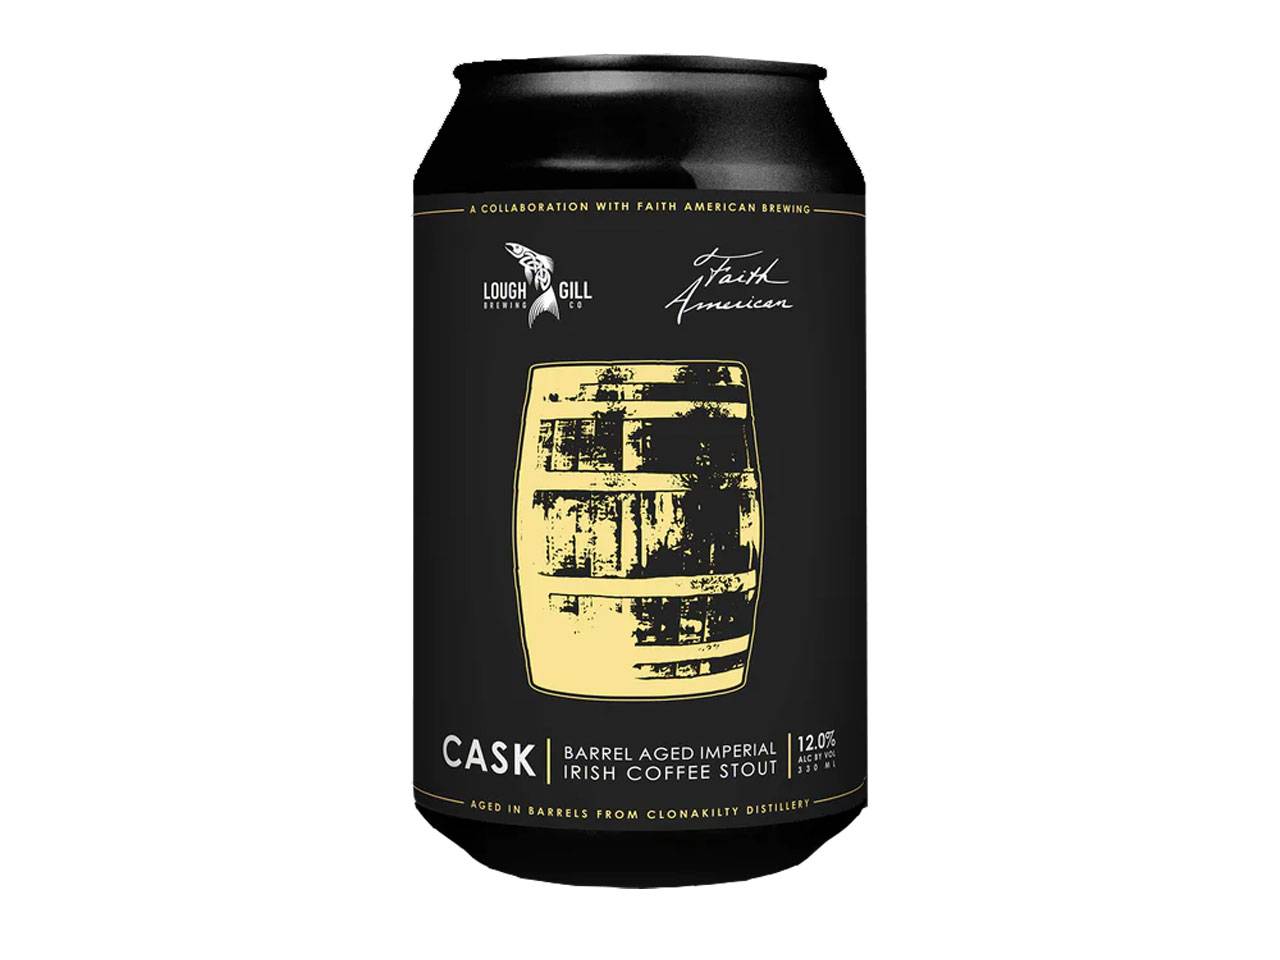 A COLLABORATION WITH FAITH AMERICAN BREWING
LOUGH GILL
BREWING CO
Faith
American
CASK
BARREL AGED IMPERIAL
IRISH COFFEE STOUT
12.0%
ALC BY VOL
330 ML
AGED IN BARRELS FROM CLONAKILTY DISTILLERY